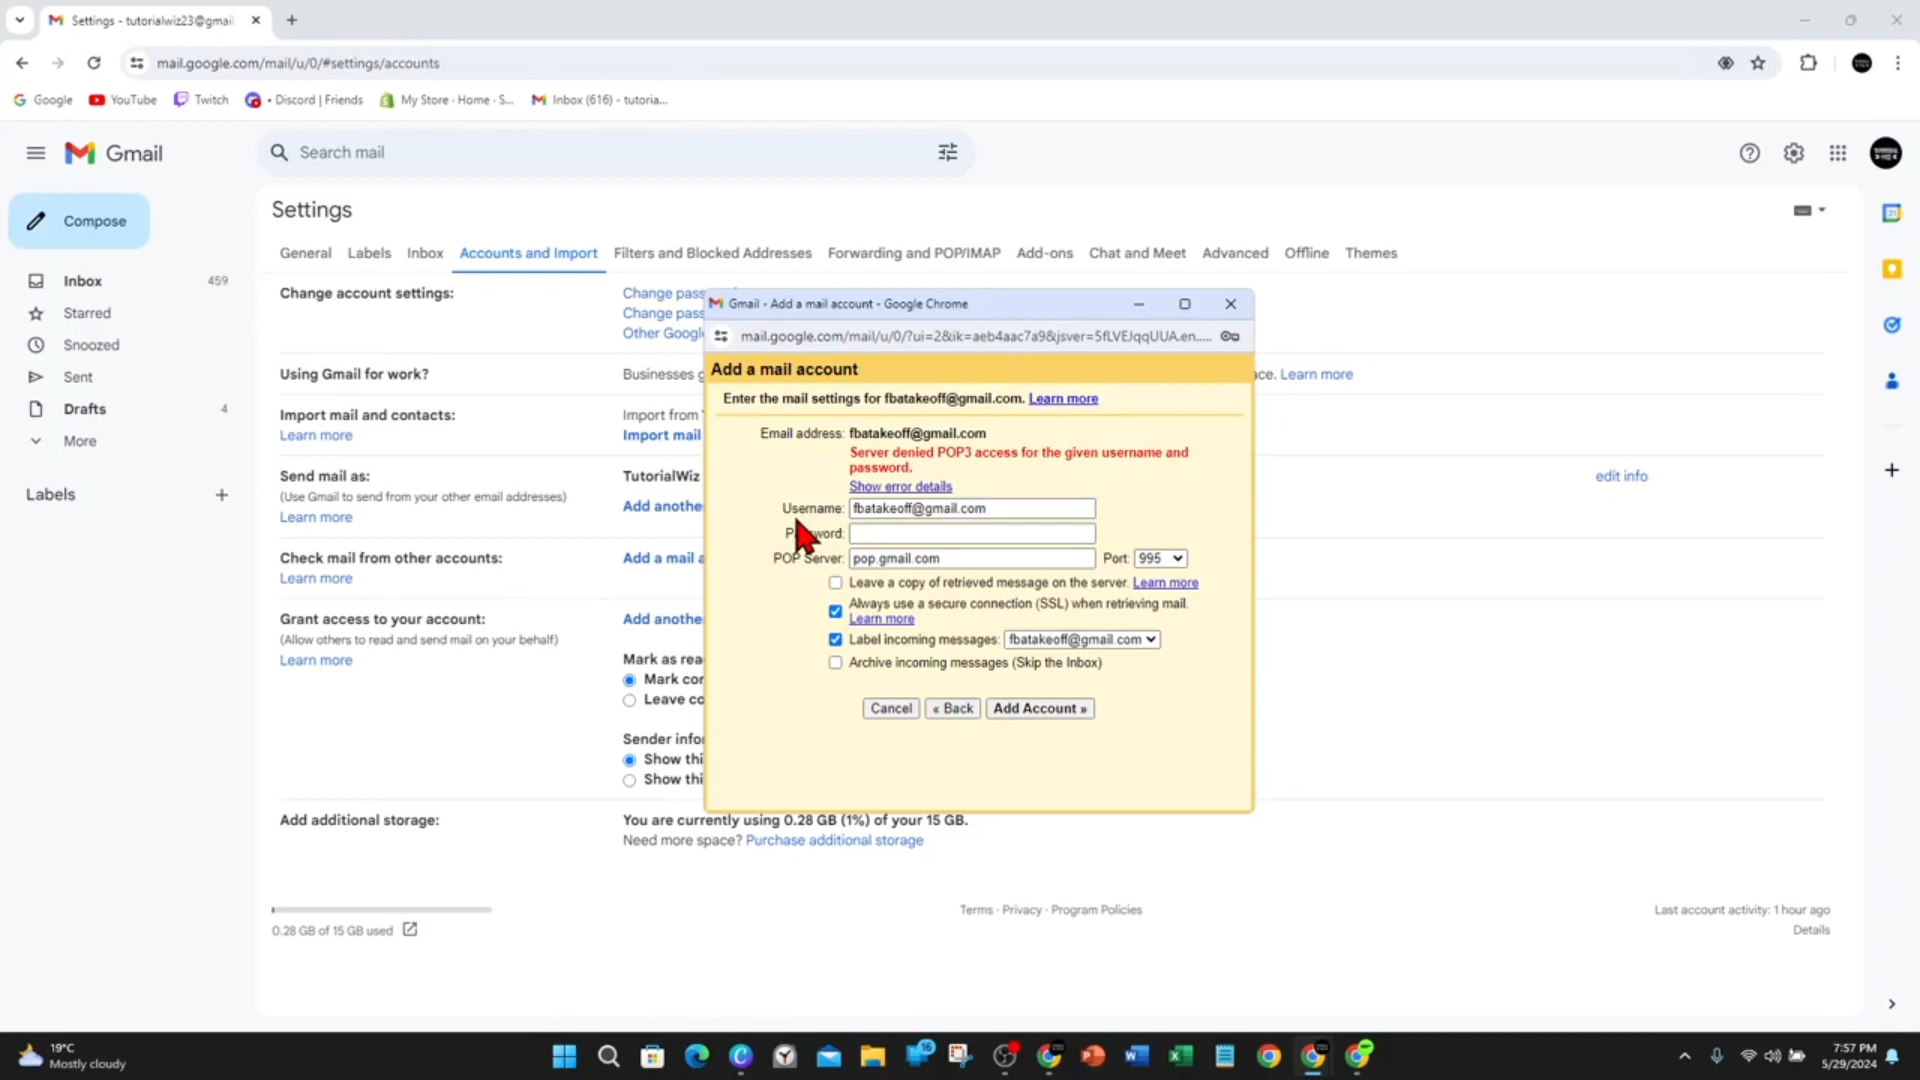 Settings - tutorialwiz23@gmail
mail.google.com/mail/u/0/#settings/accounts
Google
YouTube
Twitch
• Discord | Friends
My Store · Home · S...
Inbox (616) - tutoria...
Gmail
Search mail
Compose
Inbox 459
Starred
Snoozed
Sent
Drafts 4
More
Labels
Settings
General Labels Inbox Accounts and Import Filters and Blocked Addresses Forwarding and POP/IMAP Add-ons Chat and Meet Advanced Offline Themes
Change account settings:
Change pass
Change pass
Other Google
Using Gmail for work?
Businesses g
ace. Learn more
Import mail and contacts:
Learn more
Import from
Import mail
Send mail as:
(Use Gmail to send from your other email addresses)
Learn more
TutorialWiz
Add anothe
edit info
Check mail from other accounts:
Learn more
Add a mail a
Grant access to your account:
(Allow others to read and send mail on your behalf)
Learn more
Add anothe
Mark as rea
Mark con
Leave co
Sender info
Show thi
Show thi
Add additional storage:
You are currently using 0.28 GB (1%) of your 15 GB.
Need more space? Purchase additional storage
Gmail - Add a mail account - Google Chrome
mail.google.com/mail/u/0/?ui=2&ik=aeb4aac7a9&jsver=5fLVEJqqUUA.en.....
Add a mail account
Enter the mail settings for fbatakeoff@gmail.com. Learn more
Email address: fbatakeoff@gmail.com
Server denied POP3 access for the given username and
password.
Show error details
Username: fbatakeoff@gmail.com
Password:
POP Server: pop.gmail.com Port: 995
Leave a copy of retrieved message on the server. Learn more
Always use a secure connection (SSL) when retrieving mail.
Learn more
Label incoming messages: fbatakeoff@gmail.com
Archive incoming messages (Skip the Inbox)
Cancel « Back Add Account »
0.28 GB of 15 GB used
Terms · Privacy · Program Policies
Last account activity: 1 hour ago
Details
19°C
Mostly cloudy
16
7:57 PM
5/29/2024